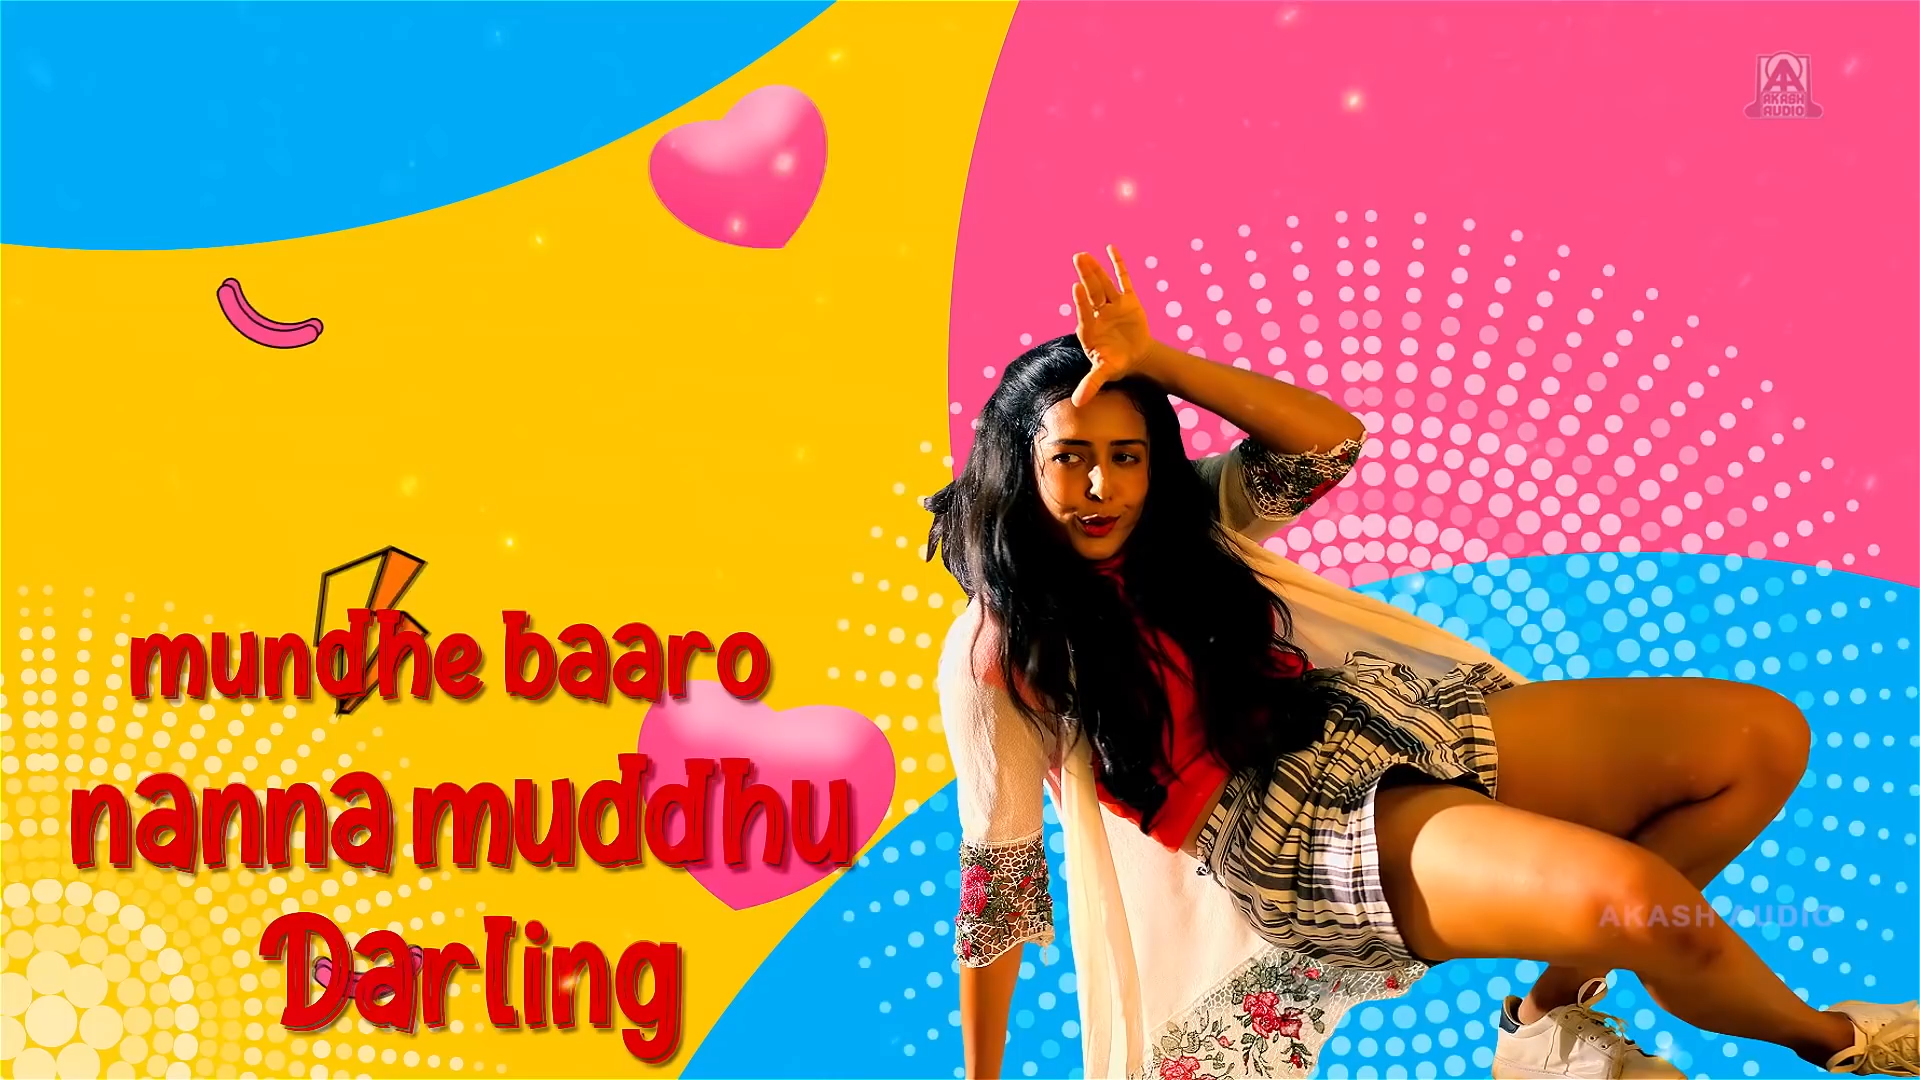 AKASH
AUDIO
mundhe baaro
nanna muddhu
Darling
AKASH AUDIO